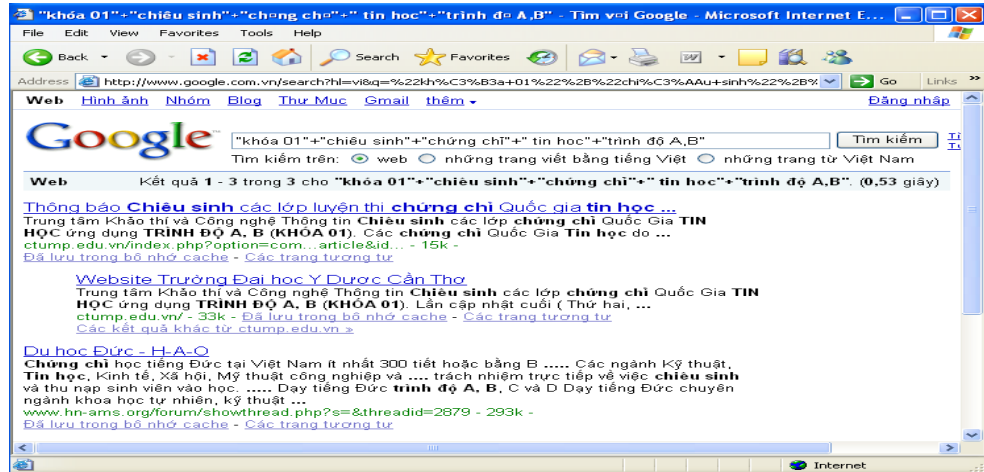 "khóa 01"+"chiêu sinh"+"ch¤ng ch¤"+" tin hoc"+"trình đ¤ A,B" - Tìm v¤i Google - Microsoft Internet E...
File Edit View Favorites Tools Help
Back Search Favorites
Address http://www.google.com.vn/search?hl=vi&q=%22kh%C3%B3a+01%22%2B%22chi%C3%AAu+sinh%22%2B% Go Links »
Web Hình ảnh Nhóm Blog Thư Mục Gmail thêm Đăng nhập
Google "khóa 01"+"chiêu sinh"+"chứng chỉ"+" tin hoc"+"trình độ A,B" Tìm kiếm
Tìm kiếm trên: web những trang viết bằng tiếng Việt những trang từ Việt Nam
Web Kết quả 1 - 3 trong 3 cho "khóa 01"+"chiêu sinh"+"chứng chỉ"+" tin hoc"+"trình độ A,B". (0,53 giây)
Thông báo Chiêu sinh các lớp luyện thi chứng chỉ Quốc gia tin học ...
Trung tâm Khảo thí và Công nghệ Thông tin Chiêu sinh các lớp chứng chỉ Quốc Gia TIN
HỌC ứng dụng TRÌNH ĐỘ A, B (KHÓA 01). Các chứng chỉ Quốc Gia Tin học do ...
ctump.edu.vn/index.php?option=com...article&id... - 15k -
Đã lưu trong bộ nhớ cache - Các trang tương tự
Website Trường Đại học Y Dược Cần Thơ
Trung tâm Khảo thí và Công nghệ Thông tin Chiêu sinh các lớp chứng chỉ Quốc Gia TIN
HỌC ứng dụng TRÌNH ĐỘ A, B (KHÓA 01). Lần cập nhật cuối ( Thứ hai, ...
ctump.edu.vn/ - 33k - Đã lưu trong bộ nhớ cache - Các trang tương tự
Các kết quả khác từ ctump.edu.vn »
Du học Đức - H-A-O
Chứng chỉ học tiếng Đức tại Việt Nam ít nhất 300 tiết hoặc bằng B ..... Các ngành Kỹ thuật,
Tin học, Kinh tế, Xã hội, Mỹ thuật công nghiệp và .... trách nhiệm trực tiếp về việc chiêu sinh
và thu nạp sinh viên vào học. ..... Dạy tiếng Đức trình độ A, B, C và D Dạy tiếng Đức chuyên
ngành khoa học tự nhiên, kỹ thuật ...
www.hn-ams.org/forum/showthread.php?s=&threadid=2879 - 293k -
Đã lưu trong bộ nhớ cache - Các trang tương tự
Internet